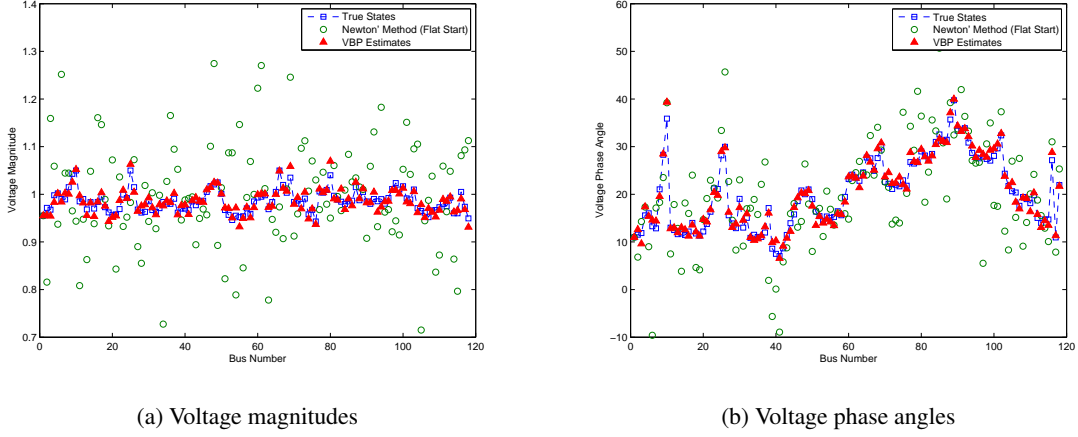 True States
Newton' Method (Flat Start)
VBP Estimates
1.4
1.3
1.2
1.1
1
0.9
0.8
0.7
Voltage Magnitude
0 20 40 60 80 100 120
Bus Number
(a) Voltage magnitudes
True States
Newton' Method (Flat Start)
VBP Estimates
60
50
40
30
20
10
0
−10
Voltage Phase Angle
0 20 40 60 80 100 120
Bus Number
(b) Voltage phase angles